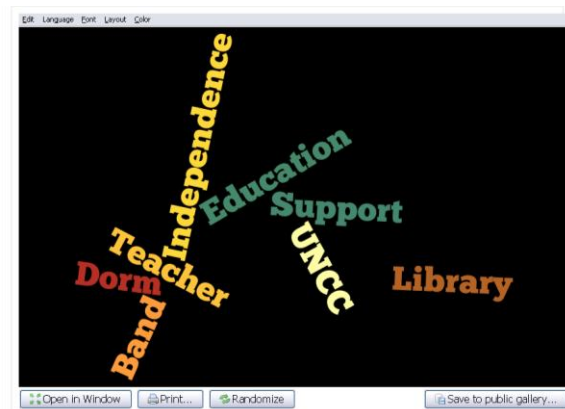 Edit Language Font Layout Color
Independence
Education
Support
Teacher
UNCC
Dorm
Library
Band
Open in Window Print... Randomize Save to public gallery...